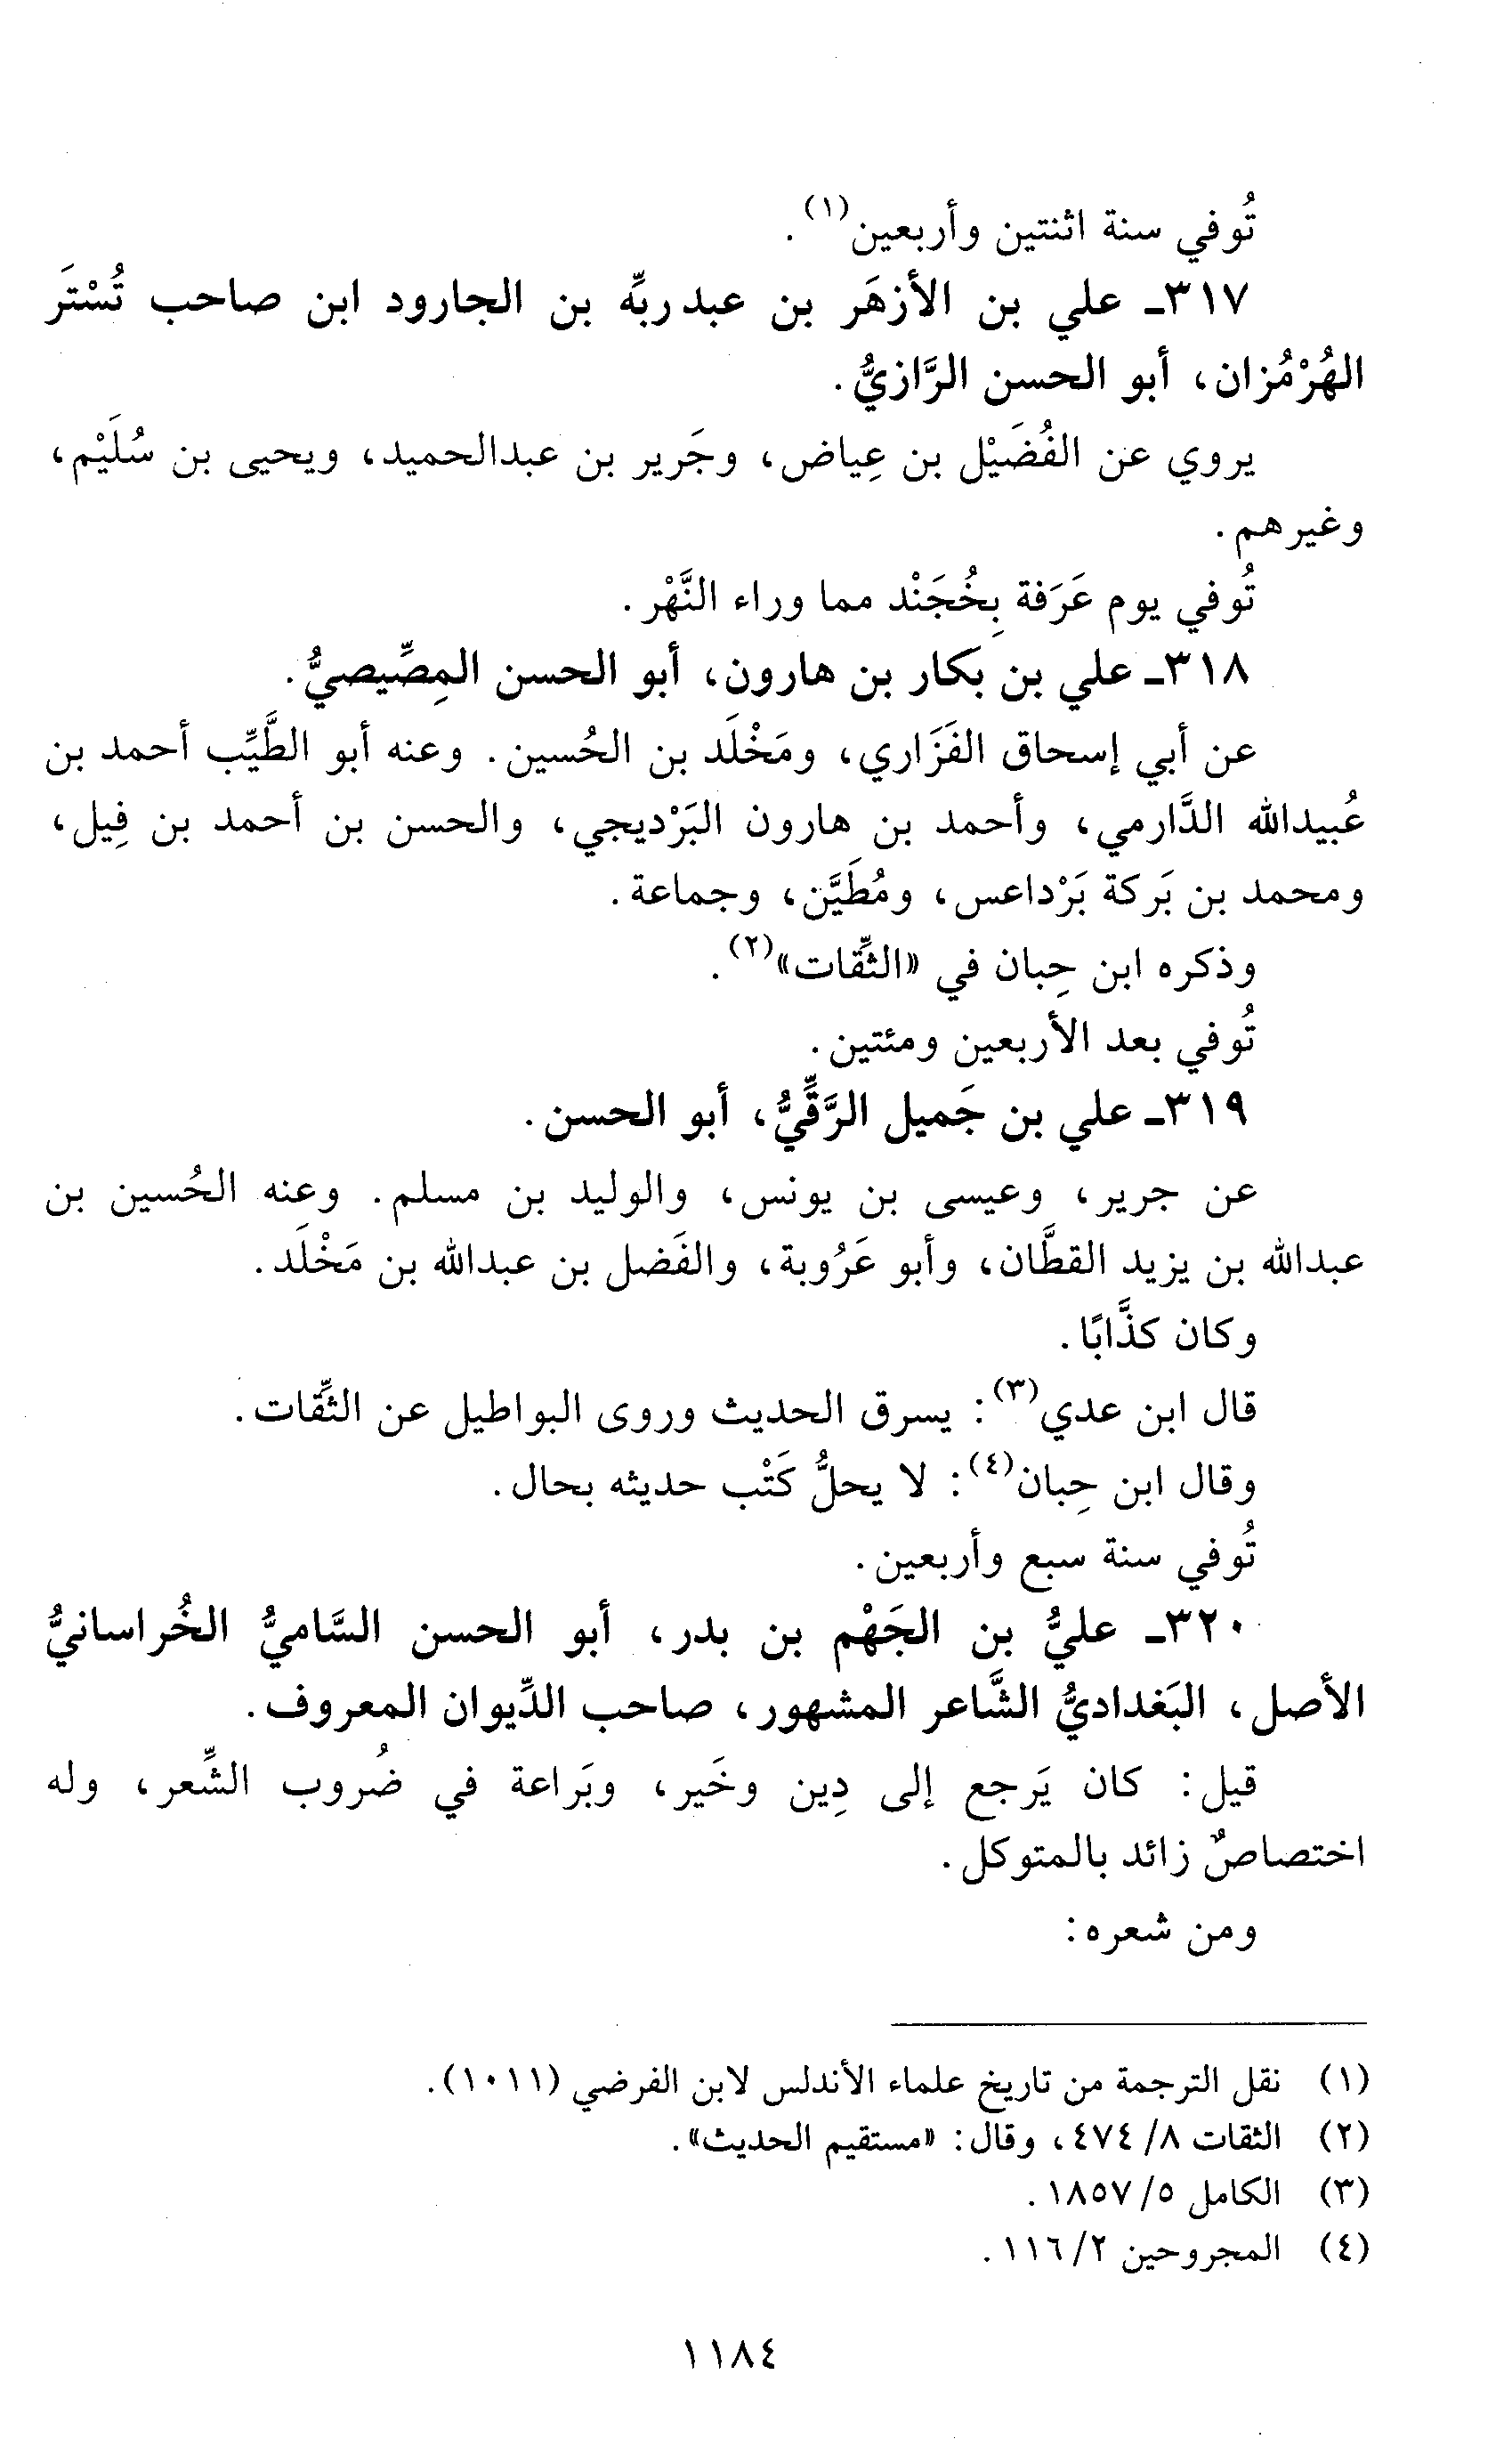 تُوفي سنة اثنتين وأربعين(١).
٣١٧ـ علي بن الأزهَر بن عبدربِّه بن الجارود ابن صاحب تُسْتَر
الهُرْمُزان، أبو الحسن الرَّازيُّ.
يروي عن الفُضَيْل بن عِياض، وجَرير بن عبدالحميد، ويحيى بن سُلَيْم،
وغيرهم.
تُوفي يوم عَرَفة بِخُجَنْد مما وراء النَّهْر.
٣١٨ـ علي بن بكار بن هارون، أبو الحسن المِصِّيصيُّ.
عن أبي إسحاق الفَزَاري، ومَخْلَد بن الحُسين. وعنه أبو الطَّيِّب أحمد بن
عُبيدالله الدَّارمي، وأحمد بن هارون البَرْديجي، والحسن بن أحمد بن فِيل،
ومحمد بن بَركة بَرْداعس، ومُطَيَّن، وجماعة.
وذكره ابن حِبان في «الثِّقات»(٢).
تُوفي بعد الأربعين ومئتين.
٣١٩ـ علي بن جَميل الرَّقِّيُّ، أبو الحسن.
عن جرير، وعيسى بن يونس، والوليد بن مسلم. وعنه الحُسين بن
عبدالله بن يزيد القطَّان، وأبو عَرُوبة، والفَضل بن عبدالله بن مَخْلَد.
وكان كذَّابًا.
قال ابن عدي(٣): يسرق الحديث وروى البواطيل عن الثِّقات.
وقال ابن حِبان(٤): لا يحلُّ كَتْب حديثه بحال.
تُوفي سنة سبع وأربعين.
٣٢٠ـ عليُّ بن الجَهْم بن بدر، أبو الحسن السَّاميُّ الخُراسانيُّ
الأصل، البَغداديُّ الشَّاعر المشهور، صاحب الدِّيوان المعروف.
قيل: كان يَرجع إلى دِين وخَير، وبَراعة في ضُروب الشِّعر، وله
اختصاصٌ زائد بالمتوكل.
ومن شعره:
(١) نقل الترجمة من تاريخ علماء الأندلس لابن الفرضي (١٠١١).
(٢) الثقات ٨/ ٤٧٤، وقال: «مستقيم الحديث».
(٣) الكامل ٥/ ١٨٥٧.
(٤) المجروحين ٢/ ١١٦.
١١٨٤